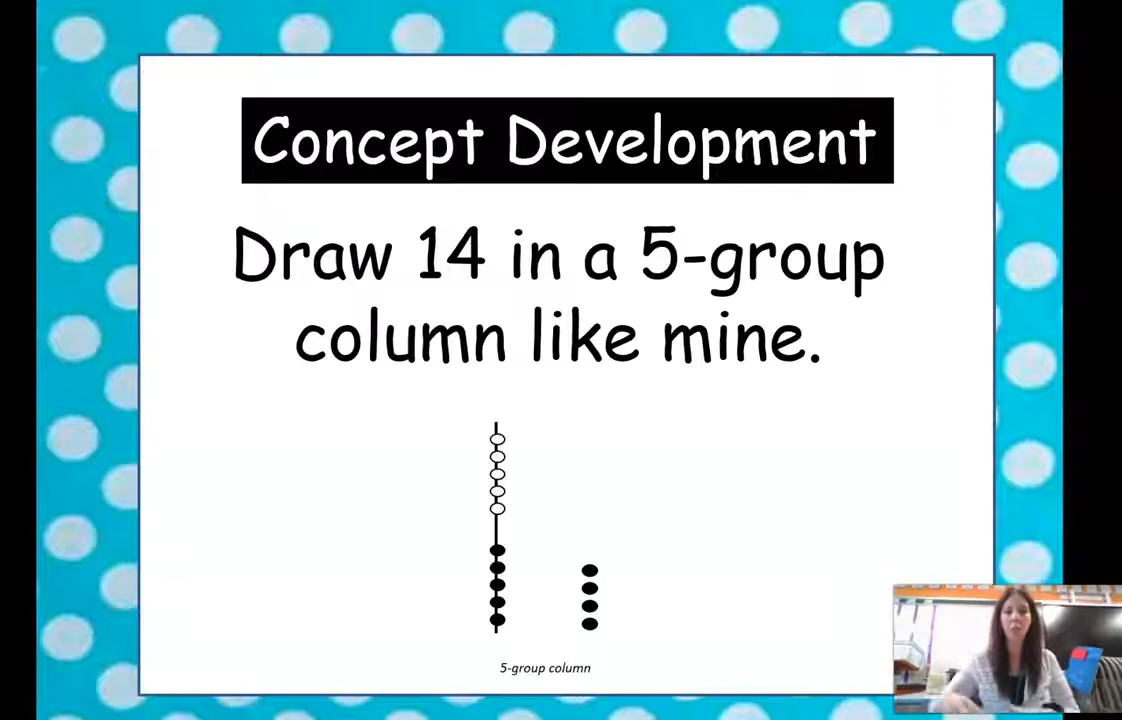 Concept Development
Draw 14 in a 5-group
column like mine.
5-group column